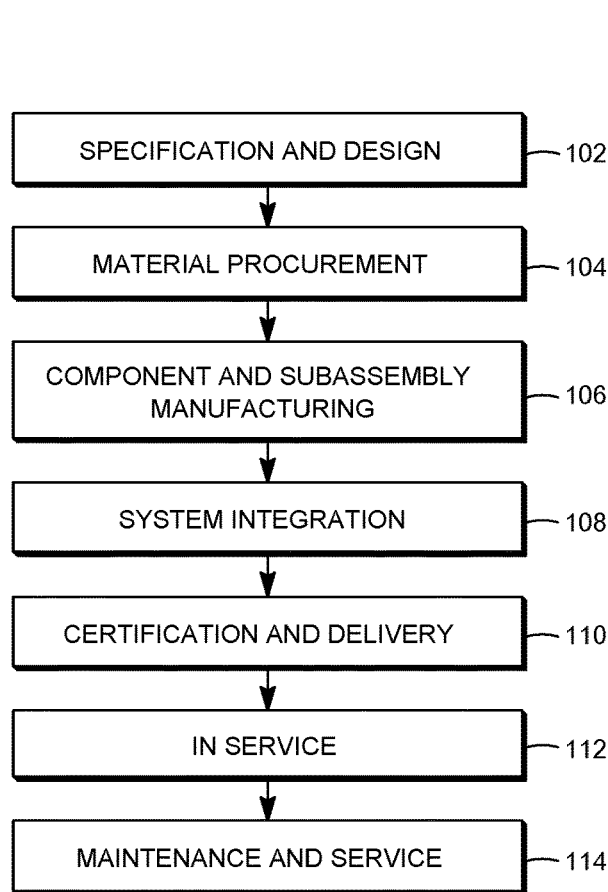 SPECIFICATION AND DESIGN
102
MATERIAL PROCUREMENT
104
COMPONENT AND SUBASSEMBLY
MANUFACTURING
106
SYSTEM INTEGRATION
108
CERTIFICATION AND DELIVERY
110
IN SERVICE
112
MAINTENANCE AND SERVICE
114